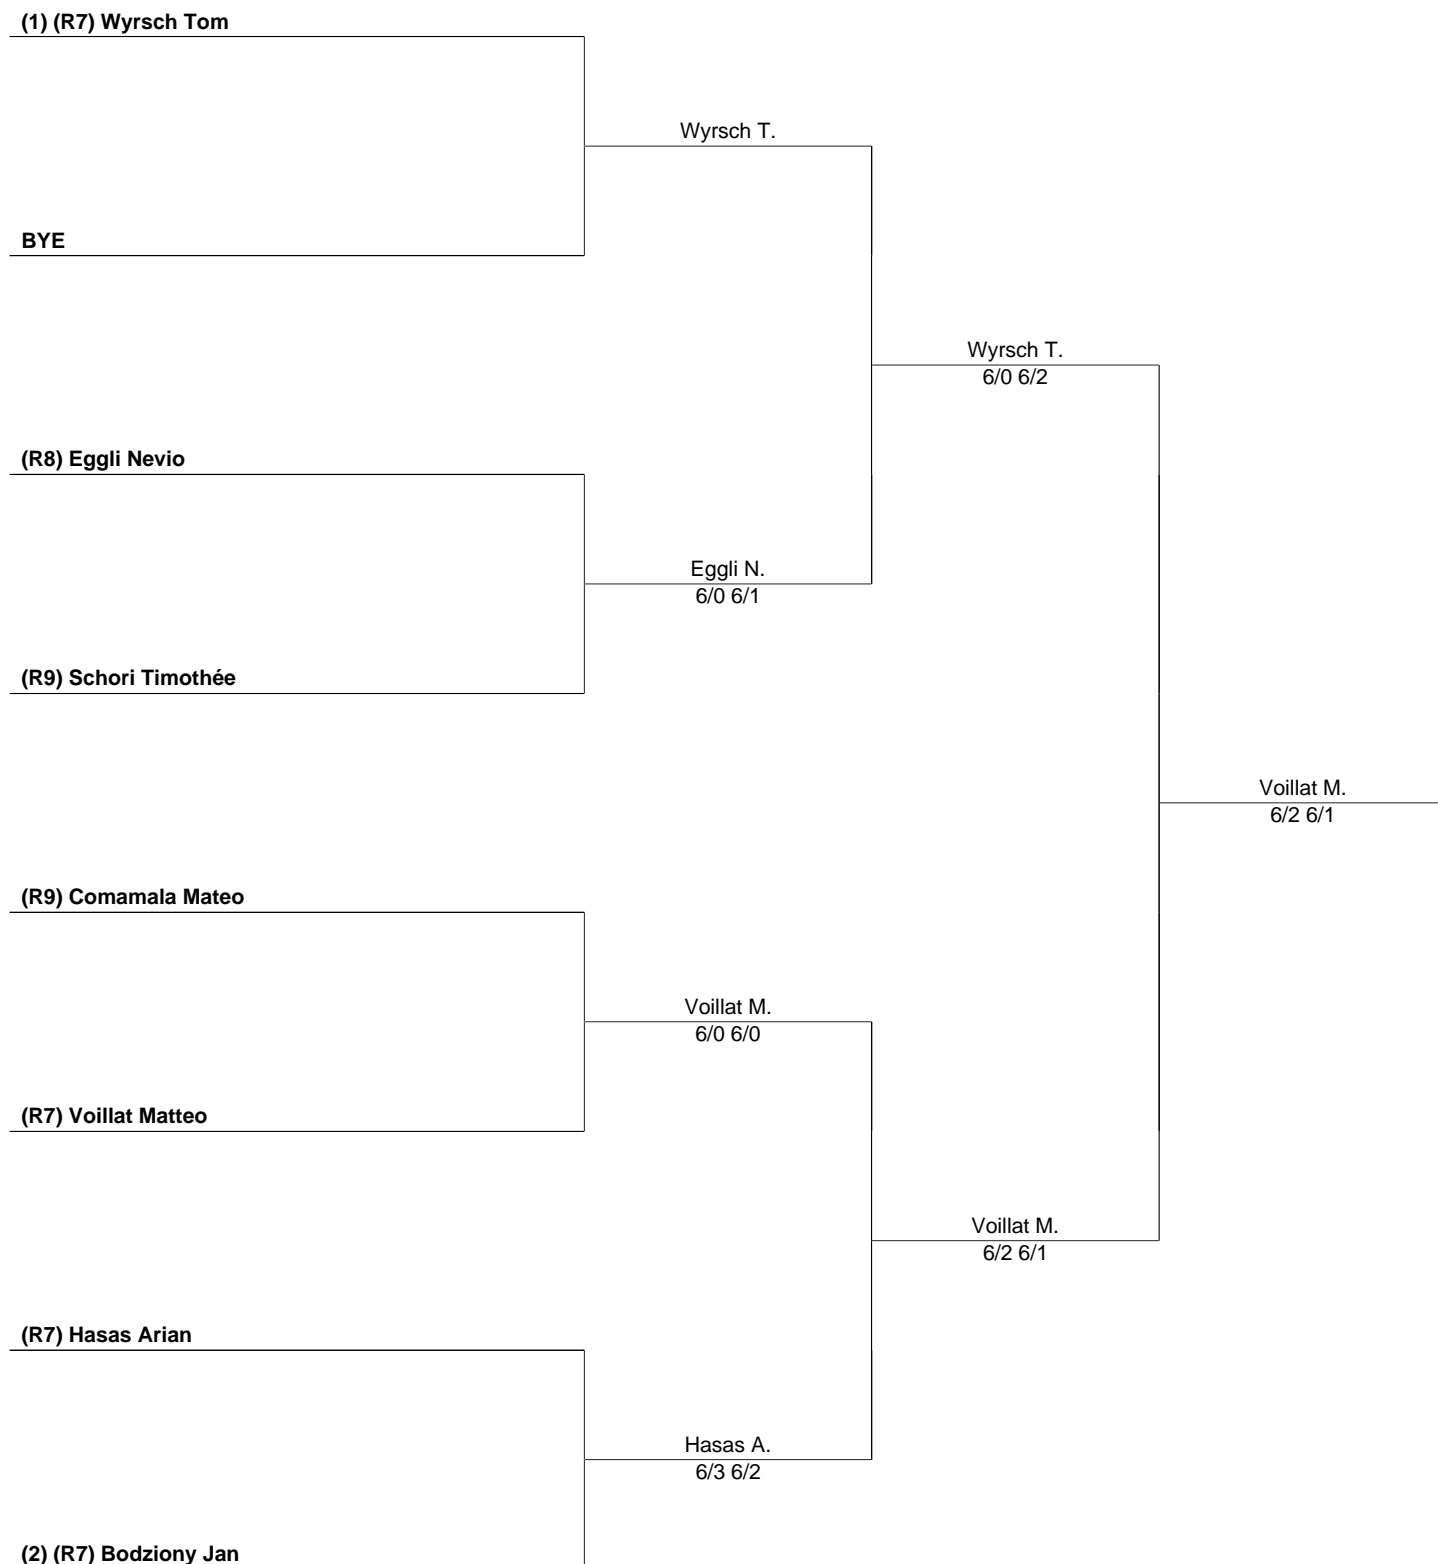 (1) (R7) Wyrsch Tom
Wyrsch T.
BYE
Wyrsch T.
6/0 6/2
(R8) Eggli Nevio
Eggli N.
6/0 6/1
(R9) Schori Timothée
Voillat M.
6/2 6/1
(R9) Comamala Mateo
Voillat M.
6/0 6/0
(R7) Voillat Matteo
Voillat M.
6/2 6/1
(R7) Hasas Arian
Hasas A.
6/3 6/2
(2) (R7) Bodziony Jan